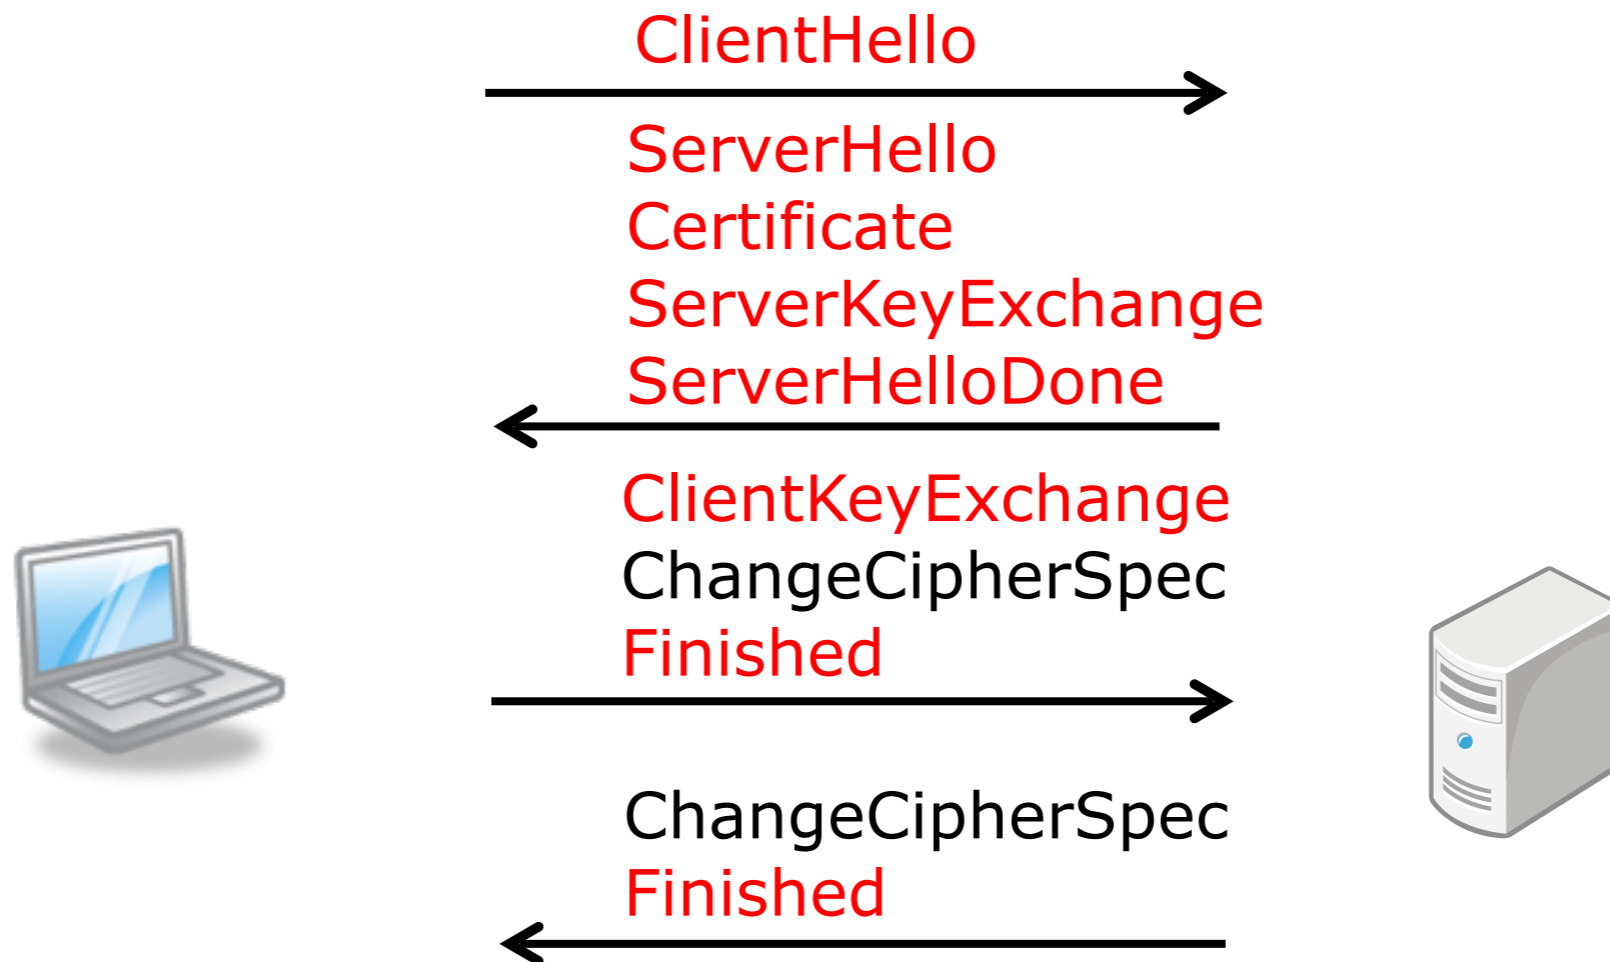 ClientHello
ServerHello
Certificate
ServerKeyExchange
ServerHelloDone
ClientKeyExchange
ChangeCipherSpec
Finished
ChangeCipherSpec
Finished